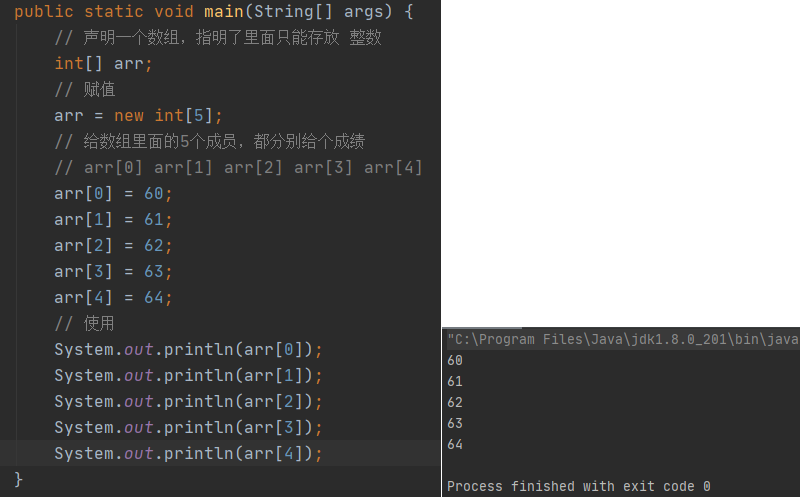 public static void main(String[] args) {
// 声明一个数组，指明了里面只能存放 整数
int[] arr;
// 赋值
arr = new int[5];
// 给数组里面的5个成员，都分别给个成绩
// arr[0] arr[1] arr[2] arr[3] arr[4]
arr[0] = 60;
arr[1] = 61;
arr[2] = 62;
arr[3] = 63;
arr[4] = 64;
// 使用
System.out.println(arr[0]);
System.out.println(arr[1]);
System.out.println(arr[2]);
System.out.println(arr[3]);
System.out.println(arr[4]);
}
"C:\Program Files\Java\jdk1.8.0_201\bin\java
60
61
62
63
64
Process finished with exit code 0